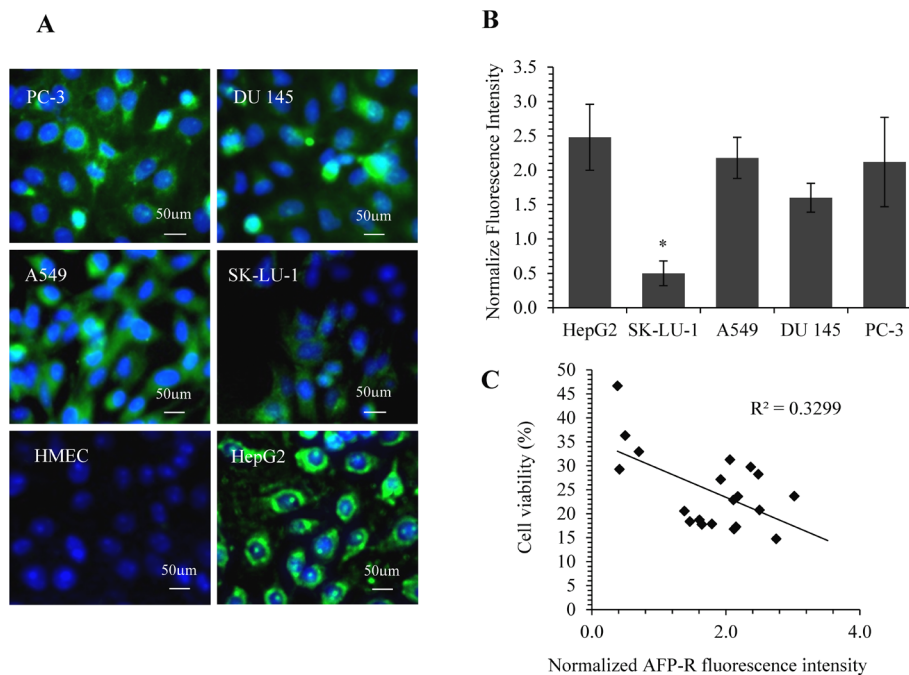 A
PC-3
50um
DU 145
50um
A549
50um
SK-LU-1
50um
HMEC
50um
HepG2
50um
B
Normalize Fluorescence Intensity
3.5
3.0
2.5
2.0
1.5
1.0
0.5
0.0
*
HepG2 SK-LU-1 A549 DU 145 PC-3
C
Cell viability (%)
50
45
40
35
30
25
20
15
10
5
0
R² = 0.3299
0.0 2.0 4.0
Normalized AFP-R fluorescence intensity